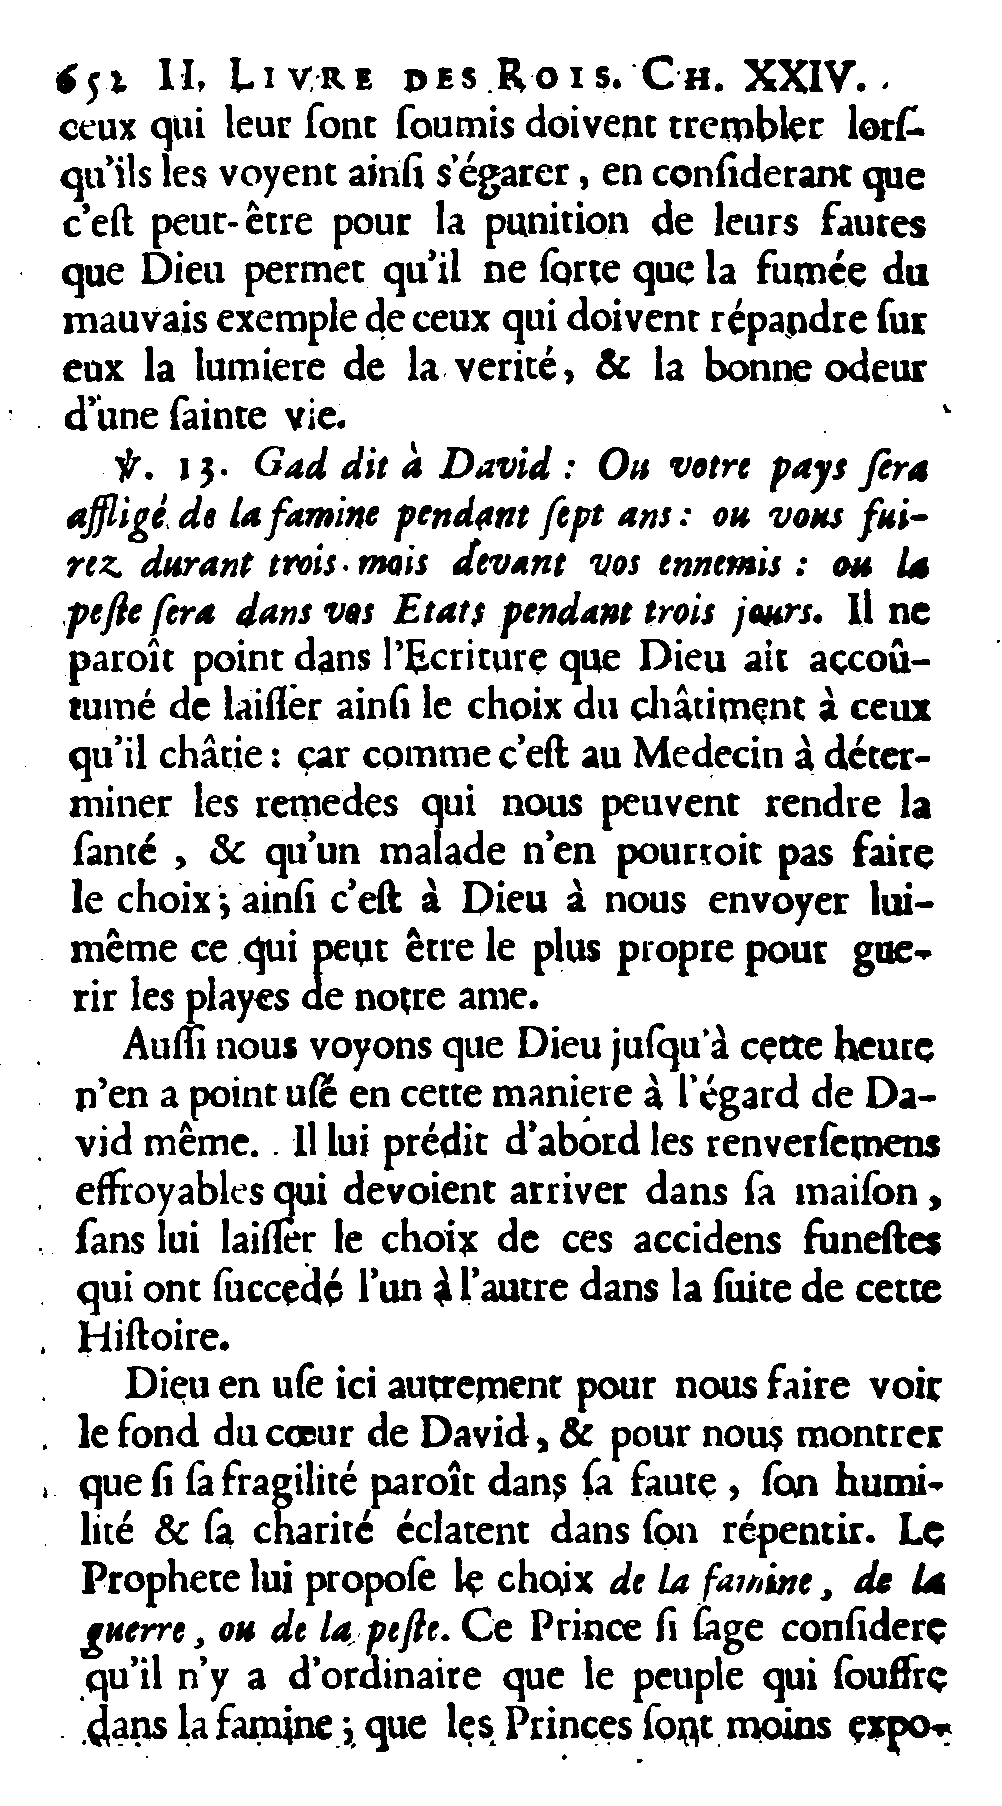 652 II. LIVRE DES ROIS. CH. XXIV.
ceux qui leur ſont ſoumis doivent trembler lorſ-
qu'ils les voyent ainſi s'égarer, en conſiderant que
c'eſt peut-être pour la punition de leurs fautes
que Dieu permet qu'il ne ſorte que la fumée du
mauvais exemple de ceux qui doivent répandre ſur
eux la lumiere de la verité, & la bonne odeur
d'une ſainte vie.
℣. 13. Gad dit à David : Ou votre pays ſera
affligé de la famine pendant ſept ans : ou vous fui-
rez durant trois mois devant vos ennemis : ou la
peſte ſera dans vos Etats pendant trois jours. Il ne
paroît point dans l'Ecriture que Dieu ait accoû-
tumé de laiſſer ainſi le choix du châtiment à ceux
qu'il châtie : car comme c'eſt au Medecin à déter-
miner les remedes qui nous peuvent rendre la
ſanté, & qu'un malade n'en pourroit pas faire
le choix ; ainſi c'eſt à Dieu à nous envoyer lui-
même ce qui peut être le plus propre pour gue-
rir les playes de notre ame.
Auſſi nous voyons que Dieu juſqu'à cette heure
n'en a point uſé en cette maniere à l'égard de Da-
vid même. Il lui prédit d'abord les renverſemens
effroyables qui devoient arriver dans ſa maiſon,
ſans lui laiſſer le choix de ces accidens funeſtes
qui ont ſuccedé l'un à l'autre dans la ſuite de cette
Hiſtoire.
Dieu en uſe ici autrement pour nous faire voir
le fond du cœur de David, & pour nous montrer
que ſi ſa fragilité paroît dans ſa faute, ſon humi-
lité & ſa charité éclatent dans ſon répentir. Le
Prophete lui propoſe le choix de la famine, de la
guerre, ou de la peſte. Ce Prince ſi ſage conſidere
qu'il n'y a d'ordinaire que le peuple qui ſouffre
dans la famine ; que les Princes ſont moins expo-